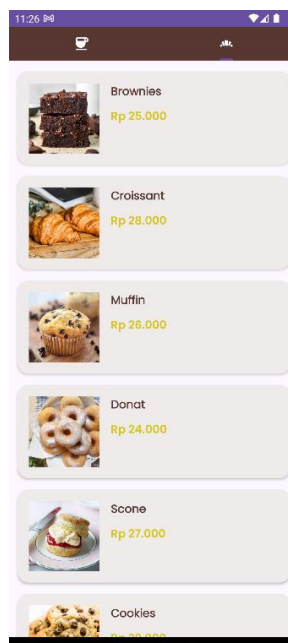 11:26
Brownies
Rp 25.000
Croissant
Rp 28.000
Muffin
Rp 26.000
Donat
Rp 24.000
Scone
Rp 27.000
Cookies